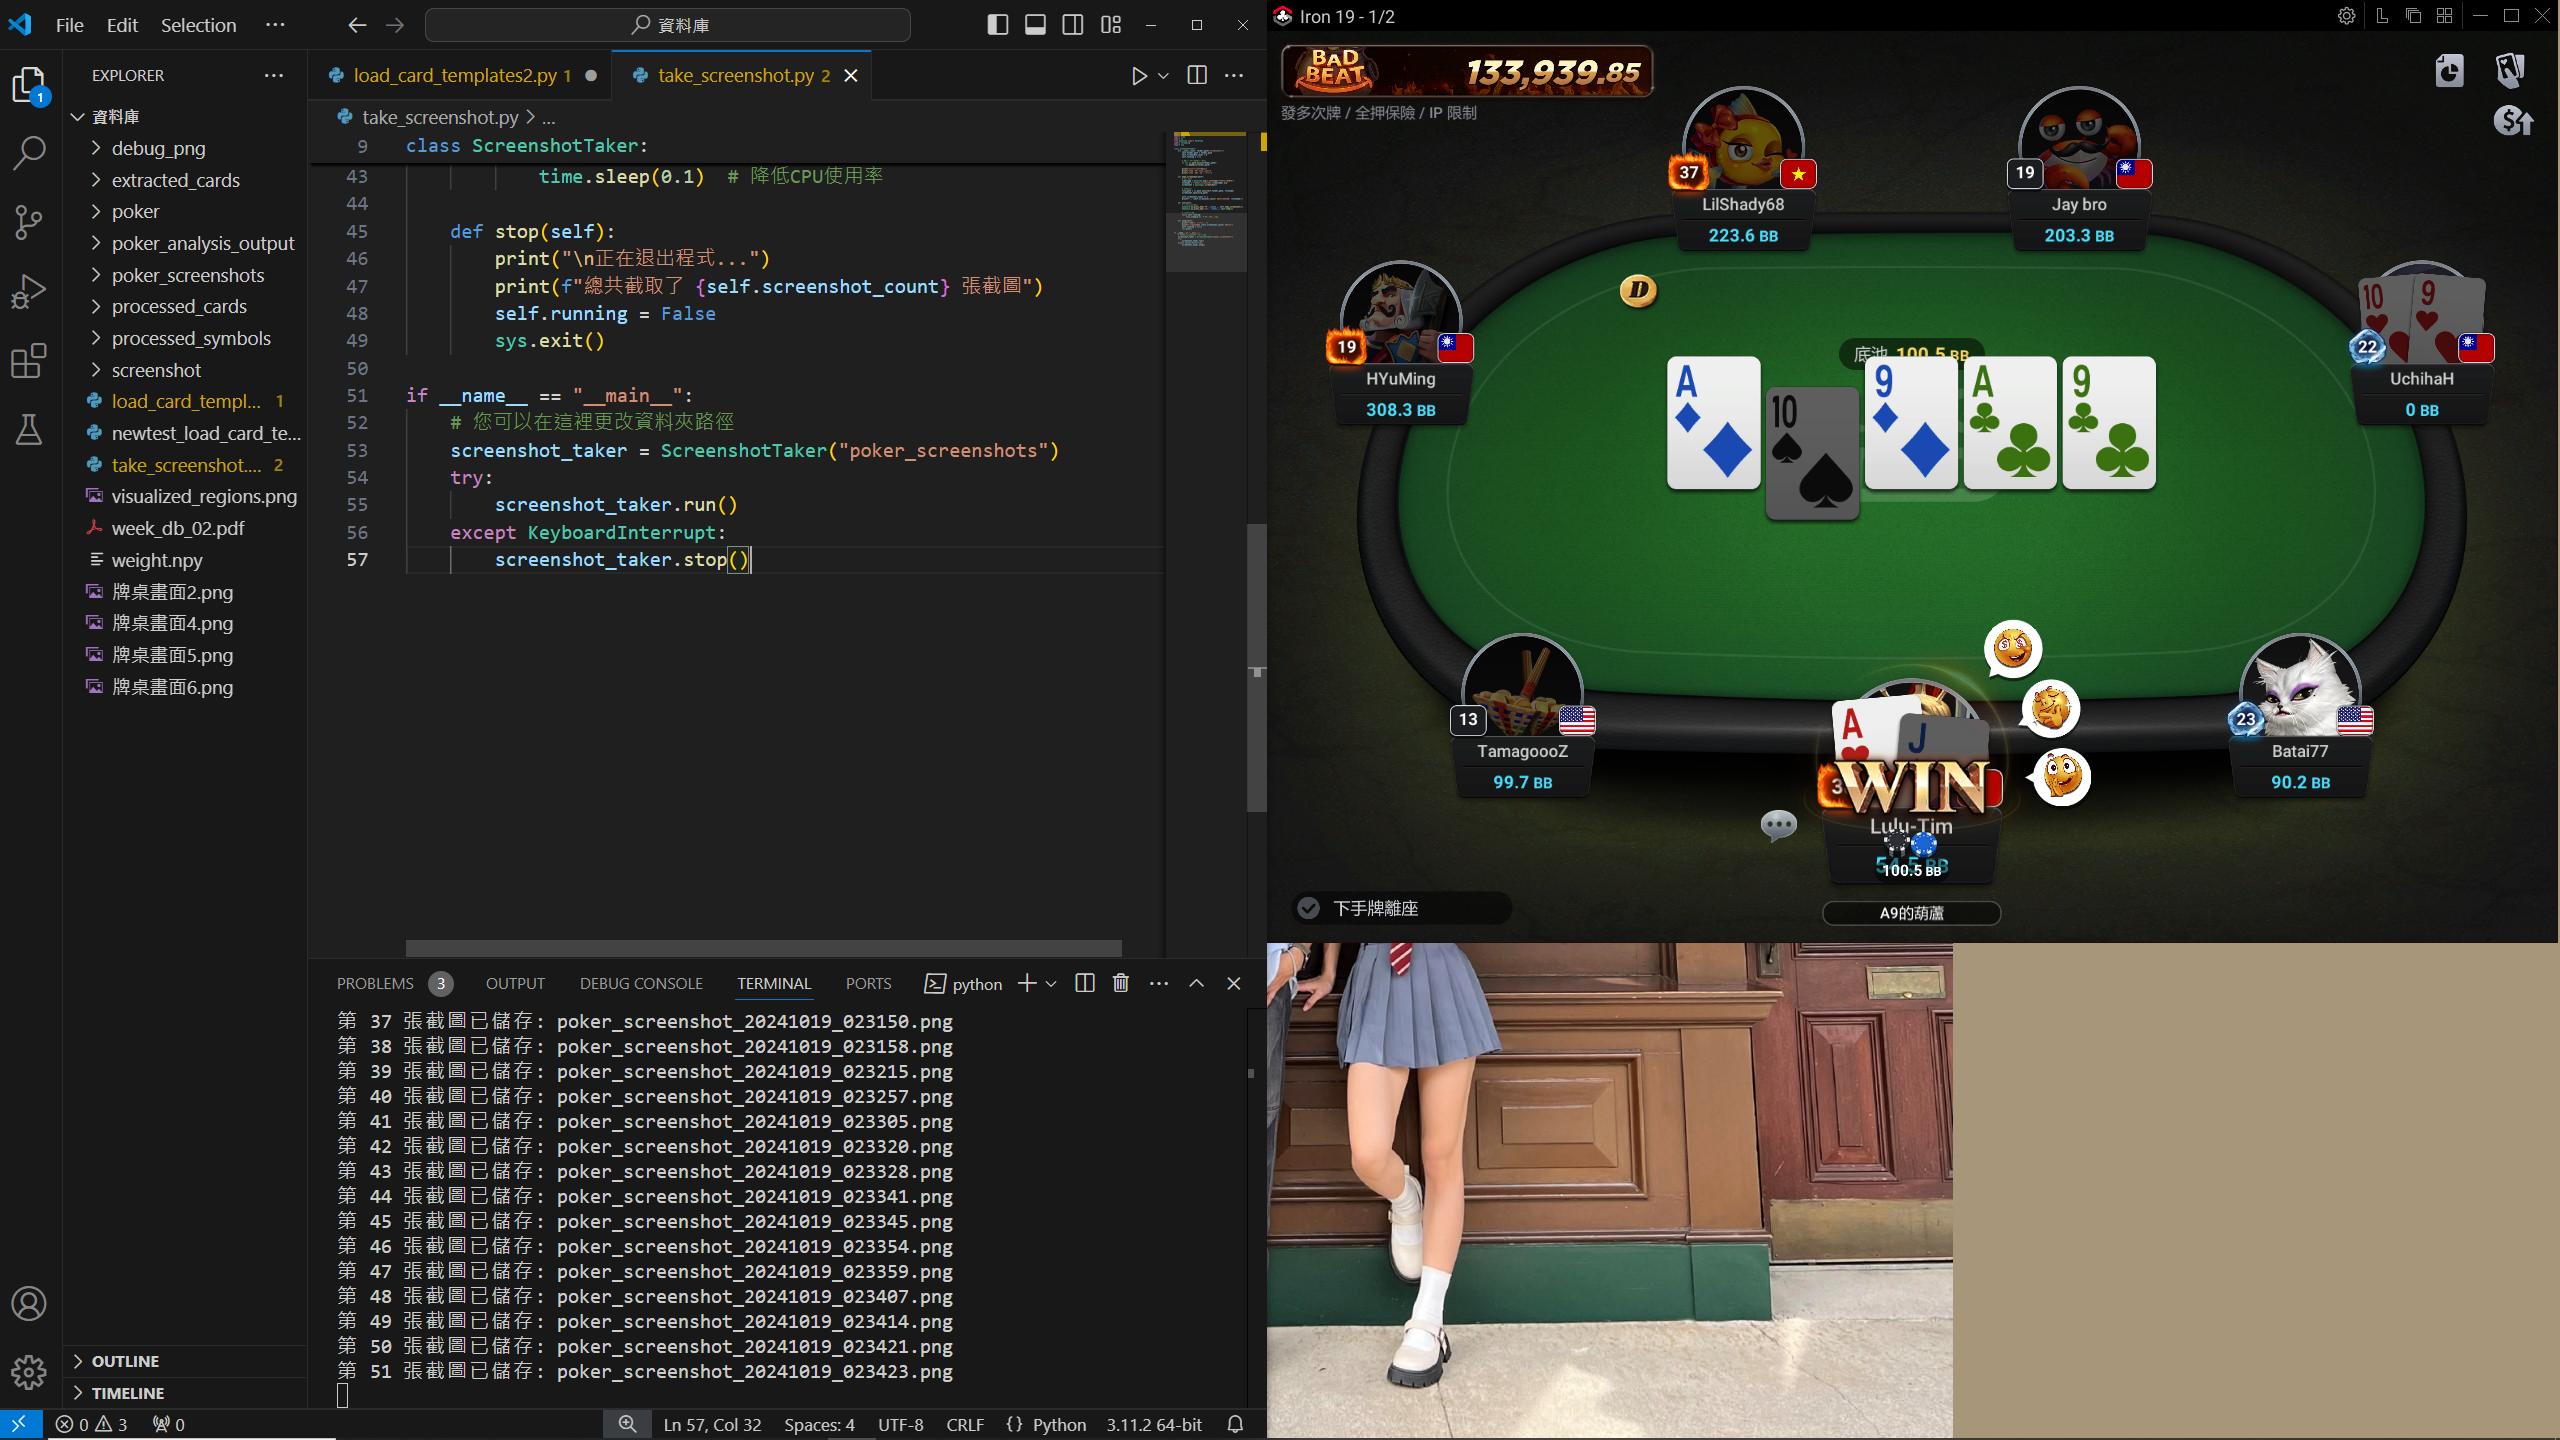 File Edit Selection ...
資料庫
EXPLORER
資料庫
debug_png
extracted_cards
poker
poker_analysis_output
poker_screenshots
processed_cards
processed_symbols
screenshot
load_card_templ... 1
newtest_load_card_te...
take_screenshot.... 2
visualized_regions.png
week_db_02.pdf
weight.npy
牌桌畫面2.png
牌桌畫面4.png
牌桌畫面5.png
牌桌畫面6.png
OUTLINE
TIMELINE
load_card_templates2.py 1
take_screenshot.py 2
take_screenshot.py > ...
9 class ScreenshotTaker:
43 time.sleep(0.1) # 降低CPU使用率
44
45 def stop(self):
46 print("\n正在退出程式...")
47 print(f"總共截取了 {self.screenshot_count} 張截圖")
48 self.running = False
49 sys.exit()
50
51 if __name__ == "__main__":
52 # 您可以在這裡更改資料夾路徑
53 screenshot_taker = ScreenshotTaker("poker_screenshots")
54 try:
55 screenshot_taker.run()
56 except KeyboardInterrupt:
57 screenshot_taker.stop()
PROBLEMS 3 OUTPUT DEBUG CONSOLE TERMINAL PORTS python
第 37 張截圖已儲存: poker_screenshot_20241019_023150.png
第 38 張截圖已儲存: poker_screenshot_20241019_023158.png
第 39 張截圖已儲存: poker_screenshot_20241019_023215.png
第 40 張截圖已儲存: poker_screenshot_20241019_023257.png
第 41 張截圖已儲存: poker_screenshot_20241019_023305.png
第 42 張截圖已儲存: poker_screenshot_20241019_023320.png
第 43 張截圖已儲存: poker_screenshot_20241019_023328.png
第 44 張截圖已儲存: poker_screenshot_20241019_023341.png
第 45 張截圖已儲存: poker_screenshot_20241019_023345.png
第 46 張截圖已儲存: poker_screenshot_20241019_023354.png
第 47 張截圖已儲存: poker_screenshot_20241019_023359.png
第 48 張截圖已儲存: poker_screenshot_20241019_023407.png
第 49 張截圖已儲存: poker_screenshot_20241019_023414.png
第 50 張截圖已儲存: poker_screenshot_20241019_023421.png
第 51 張截圖已儲存: poker_screenshot_20241019_023423.png
0 3 0
Ln 57, Col 32 Spaces: 4 UTF-8 CRLF {} Python 3.11.2 64-bit
Iron 19 - 1/2
BAD BEAT 133,939.85
發多次牌 / 全押保險 / IP 限制
37
LilShady68
223.6 BB
19
Jay bro
203.3 BB
19
HYuMing
308.3 BB
10 9
22
UchihaH
0 BB
D
底池 100.5 BB
A 10 9 A 9
13
TamagoooZ
99.7 BB
A J
WIN
Lulu-Tim
100.5 BB
23
Batai77
90.2 BB
下手牌離座
A9的葫蘆